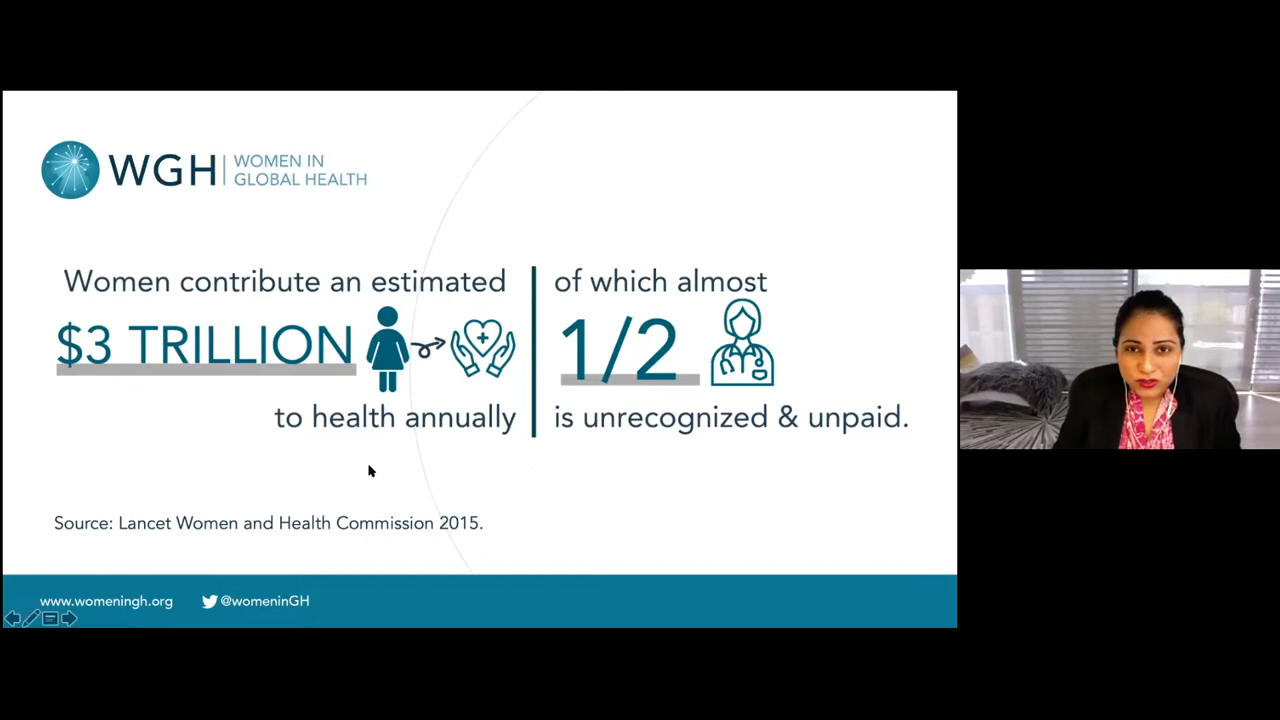 WGH
WOMEN IN
GLOBAL HEALTH
Women contribute an estimated
$3 TRILLION
to health annually
of which almost
1/2
is unrecognized & unpaid.
Source: Lancet Women and Health Commission 2015.
www.womeningh.org
@womeninGH